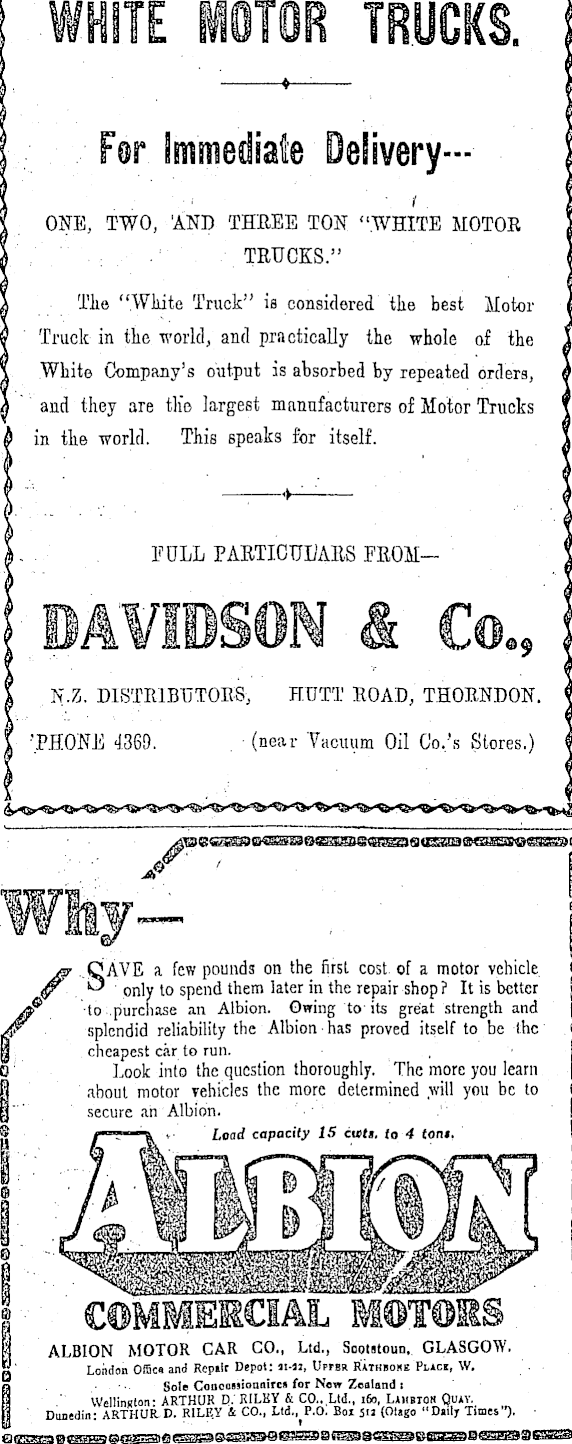 WHITE MOTOR TRUCKS.
For Immediate Delivery---
ONE, TWO, AND THREE TON "WHITE MOTOR
TRUCKS."
The "White Truck" is considered the best Motor
Truck in the world, and practically the whole of the
White Company's output is absorbed by repeated orders,
and they are the largest manufacturers of Motor Trucks
in the world. This speaks for itself.
FULL PARTICULARS FROM—
DAVIDSON & Co.,
N.Z. DISTRIBUTORS, HUTT ROAD, THORNDON.
'PHONE 4369. (near Vacuum Oil Co.'s Stores.)
Why—
SAVE a few pounds on the first cost of a motor vehicle
only to spend them later in the repair shop? It is better
to purchase an Albion. Owing to its great strength and
splendid reliability the Albion has proved itself to be the
cheapest car to run.
Look into the question thoroughly. The more you learn
about motor vehicles the more determined will you be to
secure an Albion.
Load capacity 15 cwts. to 4 tons.
ALBION
COMMERCIAL MOTORS
ALBION MOTOR CAR CO., Ltd., Scotstoun, GLASGOW.
London Office and Repair Depot: 21-22, UPPER RATHBONE PLACE, W.
Sole Concessionaires for New Zealand:
Wellington: ARTHUR D. RILEY & CO., Ltd., 160, LAMBTON QUAY.
Dunedin: ARTHUR D. RILEY & CO., Ltd., P.O. Box 512 (Otago "Daily Times").